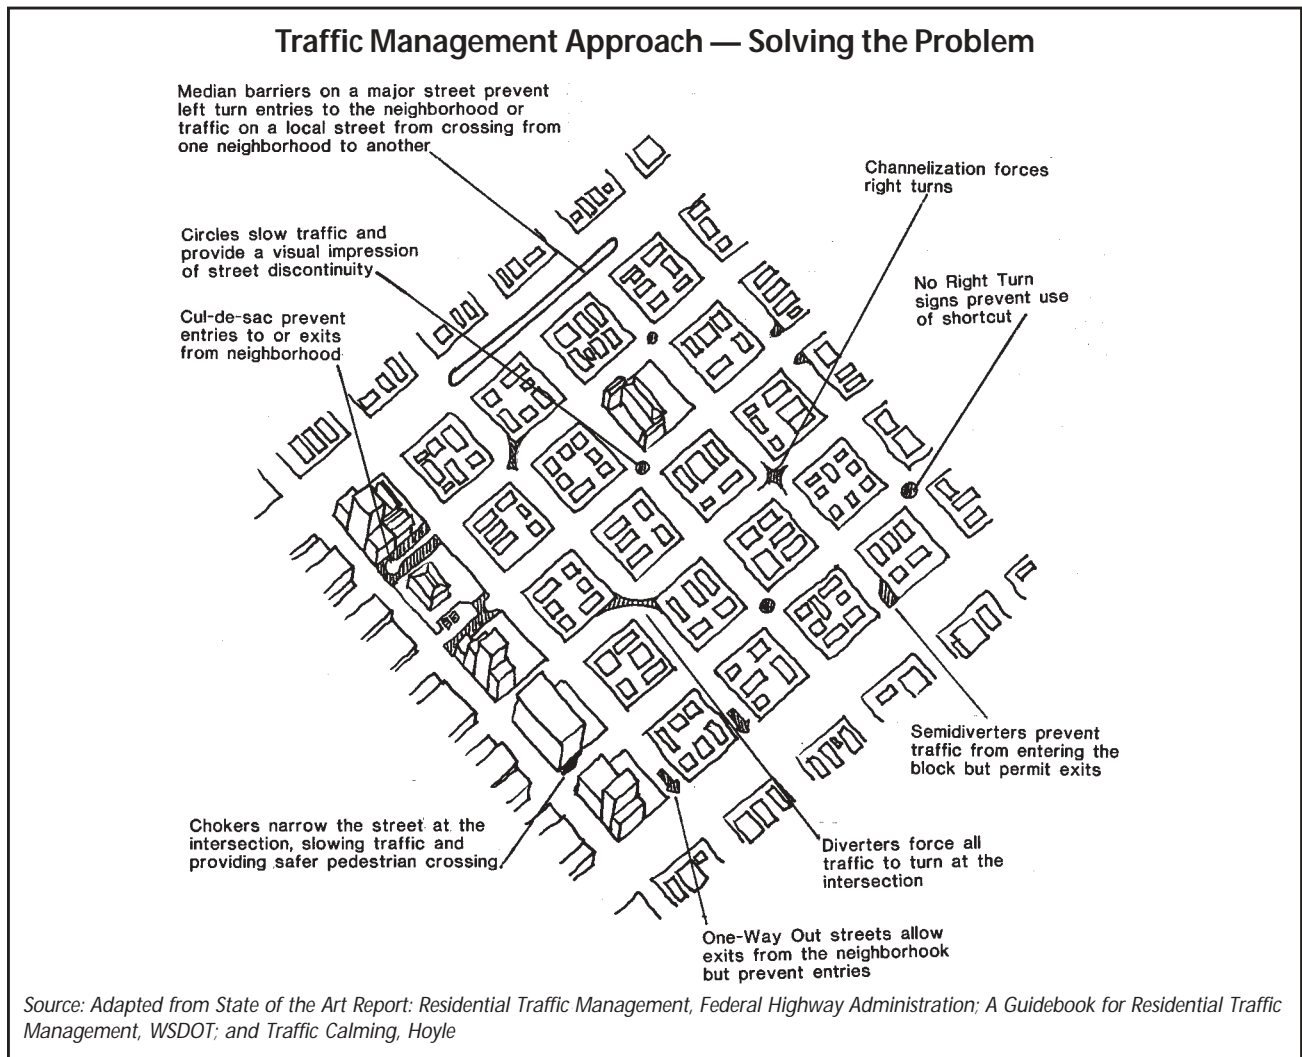 Traffic Management Approach — Solving the Problem
Median barriers on a major street prevent
left turn entries to the neighborhood or
traffic on a local street from crossing from
one neighborhood to another
Channelization forces
right turns
Circles slow traffic and
provide a visual impression
of street discontinuity
No Right Turn
signs prevent use
of shortcut
Cul-de-sac prevent
entries to or exits
from neighborhood
Semidiverters prevent
traffic from entering the
block but permit exits
Chokers narrow the street at the
intersection, slowing traffic and
providing safer pedestrian crossing
Diverters force all
traffic to turn at the
intersection
One-Way Out streets allow
exits from the neighborhook
but prevent entries
Source: Adapted from State of the Art Report: Residential Traffic Management, Federal Highway Administration; A Guidebook for Residential Traffic
Management, WSDOT; and Traffic Calming, Hoyle